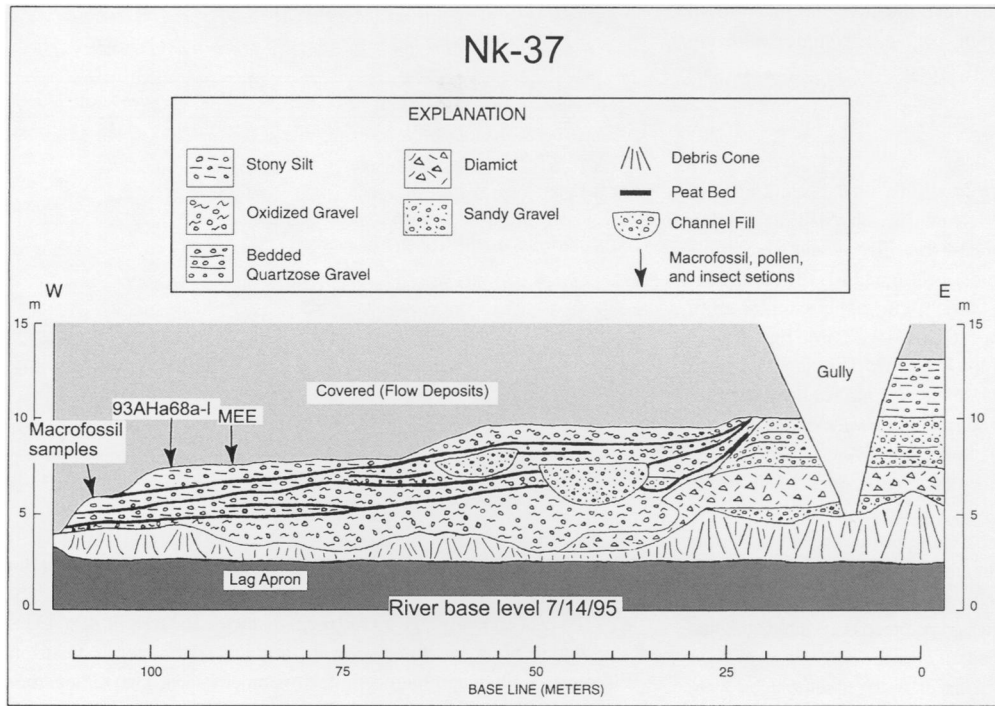 Nk-37
EXPLANATION
Stony Silt
Oxidized Gravel
Bedded
Quartzose Gravel
Diamict
Sandy Gravel
Debris Cone
Peat Bed
Channel Fill
Macrofossil, pollen,
and insect setions
W
m
E
m
15
10
5
0
15
10
5
0
Covered (Flow Deposits)
Gully
93AHa68a-l
MEE
Macrofossil
samples
Lag Apron
River base level 7/14/95
100
75
50
25
0
BASE LINE (METERS)